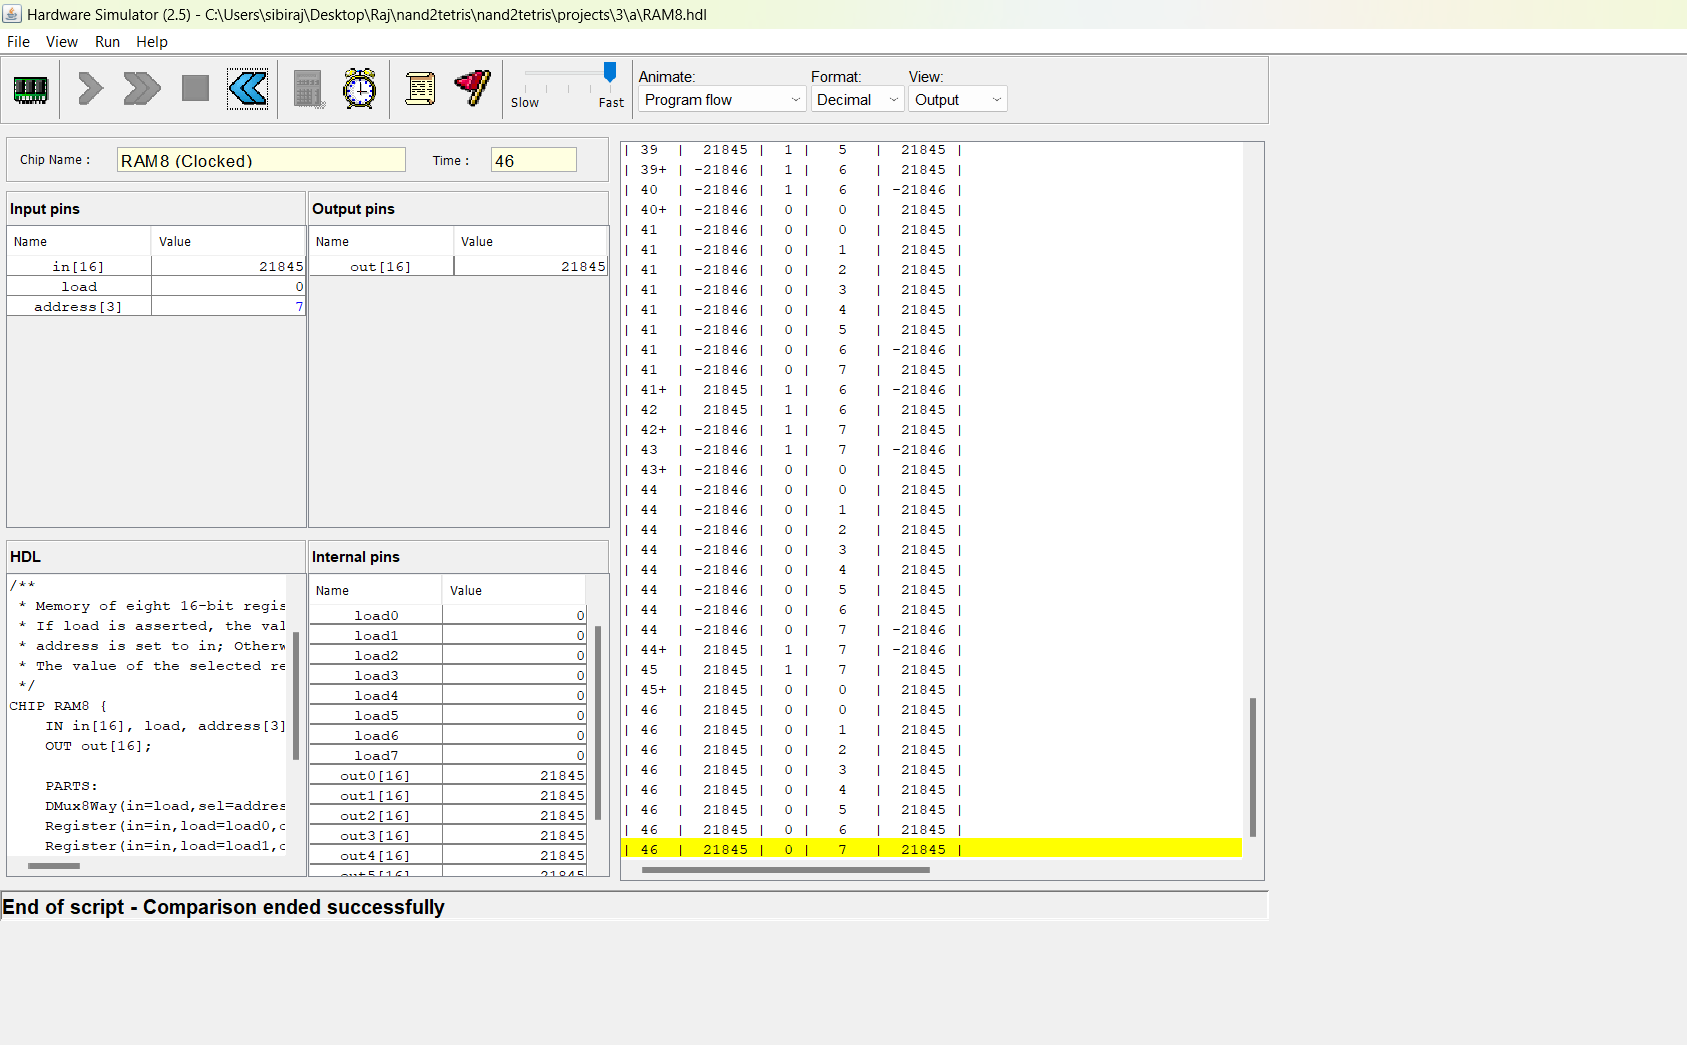 Hardware Simulator (2.5) - C:\Users\sibiraj\Desktop\Raj\nand2tetris\nand2tetris\projects\3\a\RAM8.hdl
File View Run Help
Slow Fast
Animate: Format: View:
Program flow Decimal Output
Chip Name : RAM8 (Clocked) Time : 46
Input pins
Name Value
in[16] 21845
load 0
address[3] 7
Output pins
Name Value
out[16] 21845
HDL
/**
* Memory of eight 16-bit regis
* If load is asserted, the val
* address is set to in; Otherw
* The value of the selected re
*/
CHIP RAM8 {
IN in[16], load, address[3]
OUT out[16];
PARTS:
DMux8Way(in=load,sel=addres
Register(in=in,load=load0,o
Register(in=in,load=load1,o
Internal pins
Name Value
load0 0
load1 0
load2 0
load3 0
load4 0
load5 0
load6 0
load7 0
out0[16] 21845
out1[16] 21845
out2[16] 21845
out3[16] 21845
out4[16] 21845
out5[16] 21845
| 39 | 21845 | 1 | 5 | 21845 |
| 39+ | -21846 | 1 | 6 | 21845 |
| 40 | -21846 | 1 | 6 | -21846 |
| 40+ | -21846 | 0 | 0 | 21845 |
| 41 | -21846 | 0 | 0 | 21845 |
| 41 | -21846 | 0 | 1 | 21845 |
| 41 | -21846 | 0 | 2 | 21845 |
| 41 | -21846 | 0 | 3 | 21845 |
| 41 | -21846 | 0 | 4 | 21845 |
| 41 | -21846 | 0 | 5 | 21845 |
| 41 | -21846 | 0 | 6 | -21846 |
| 41 | -21846 | 0 | 7 | 21845 |
| 41+ | 21845 | 1 | 6 | -21846 |
| 42 | 21845 | 1 | 6 | 21845 |
| 42+ | -21846 | 1 | 7 | 21845 |
| 43 | -21846 | 1 | 7 | -21846 |
| 43+ | -21846 | 0 | 0 | 21845 |
| 44 | -21846 | 0 | 0 | 21845 |
| 44 | -21846 | 0 | 1 | 21845 |
| 44 | -21846 | 0 | 2 | 21845 |
| 44 | -21846 | 0 | 3 | 21845 |
| 44 | -21846 | 0 | 4 | 21845 |
| 44 | -21846 | 0 | 5 | 21845 |
| 44 | -21846 | 0 | 6 | 21845 |
| 44 | -21846 | 0 | 7 | -21846 |
| 44+ | 21845 | 1 | 7 | -21846 |
| 45 | 21845 | 1 | 7 | 21845 |
| 45+ | 21845 | 0 | 0 | 21845 |
| 46 | 21845 | 0 | 0 | 21845 |
| 46 | 21845 | 0 | 1 | 21845 |
| 46 | 21845 | 0 | 2 | 21845 |
| 46 | 21845 | 0 | 3 | 21845 |
| 46 | 21845 | 0 | 4 | 21845 |
| 46 | 21845 | 0 | 5 | 21845 |
| 46 | 21845 | 0 | 6 | 21845 |
| 46 | 21845 | 0 | 7 | 21845 |
End of script - Comparison ended successfully